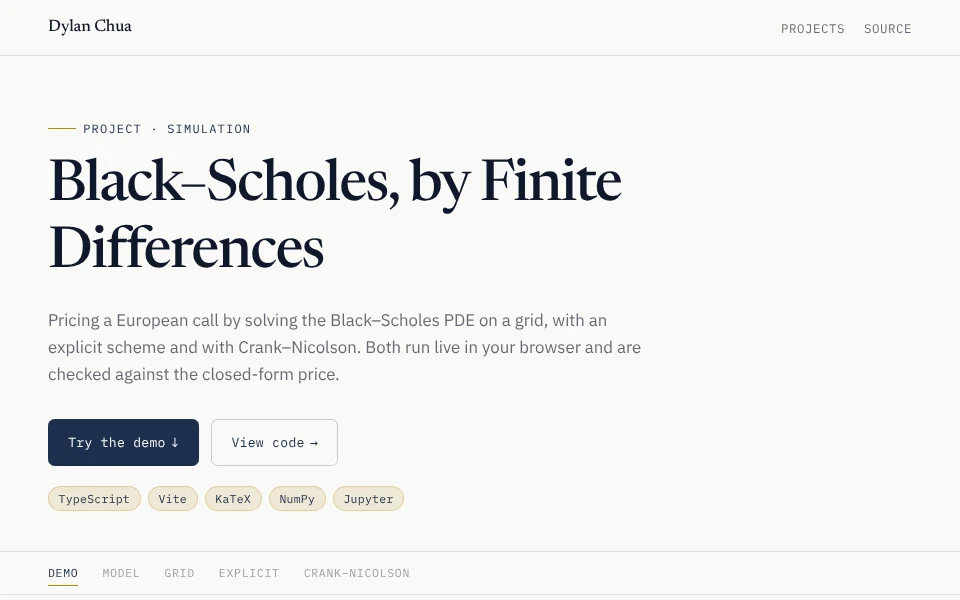 Dylan Chua
PROJECTS SOURCE
PROJECT · SIMULATION
Black–Scholes, by Finite
Differences
Pricing a European call by solving the Black–Scholes PDE on a grid, with an
explicit scheme and with Crank–Nicolson. Both run live in your browser and are
checked against the closed-form price.
Try the demo ↓ View code →
TypeScript Vite KaTeX NumPy Jupyter
DEMO MODEL GRID EXPLICIT CRANK–NICOLSON